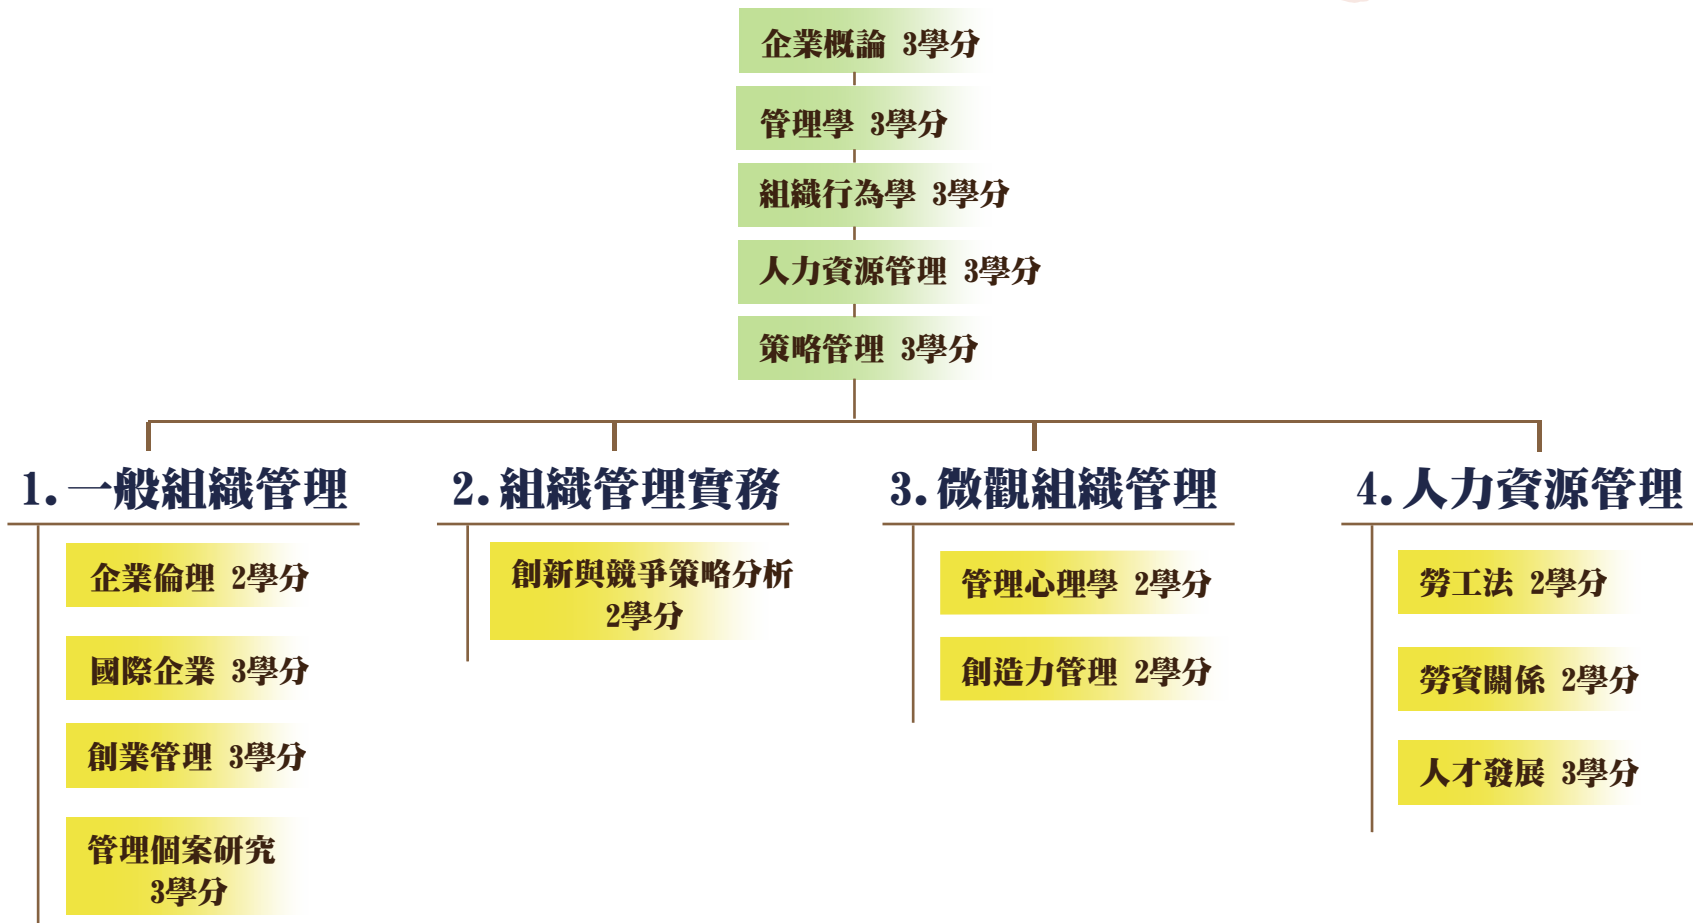 企業概論 3學分
管理學 3學分
組織行為學 3學分
人力資源管理 3學分
策略管理 3學分
1.一般組織管理
企業倫理 2學分
國際企業 3學分
創業管理 3學分
管理個案研究
3學分
2.組織管理實務
創新與競爭策略分析
2學分
3.微觀組織管理
管理心理學 2學分
創造力管理 2學分
4.人力資源管理
勞工法 2學分
勞資關係 2學分
人才發展 3學分